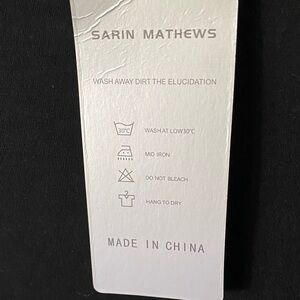 SARIN MATHEWS
WASH AWAY DIRT THE ELUCIDATION
30℃ WASH AT LOW30℃
MID IRON
DO NOT BLEACH
HANG TO DRY
MADE IN CHINA